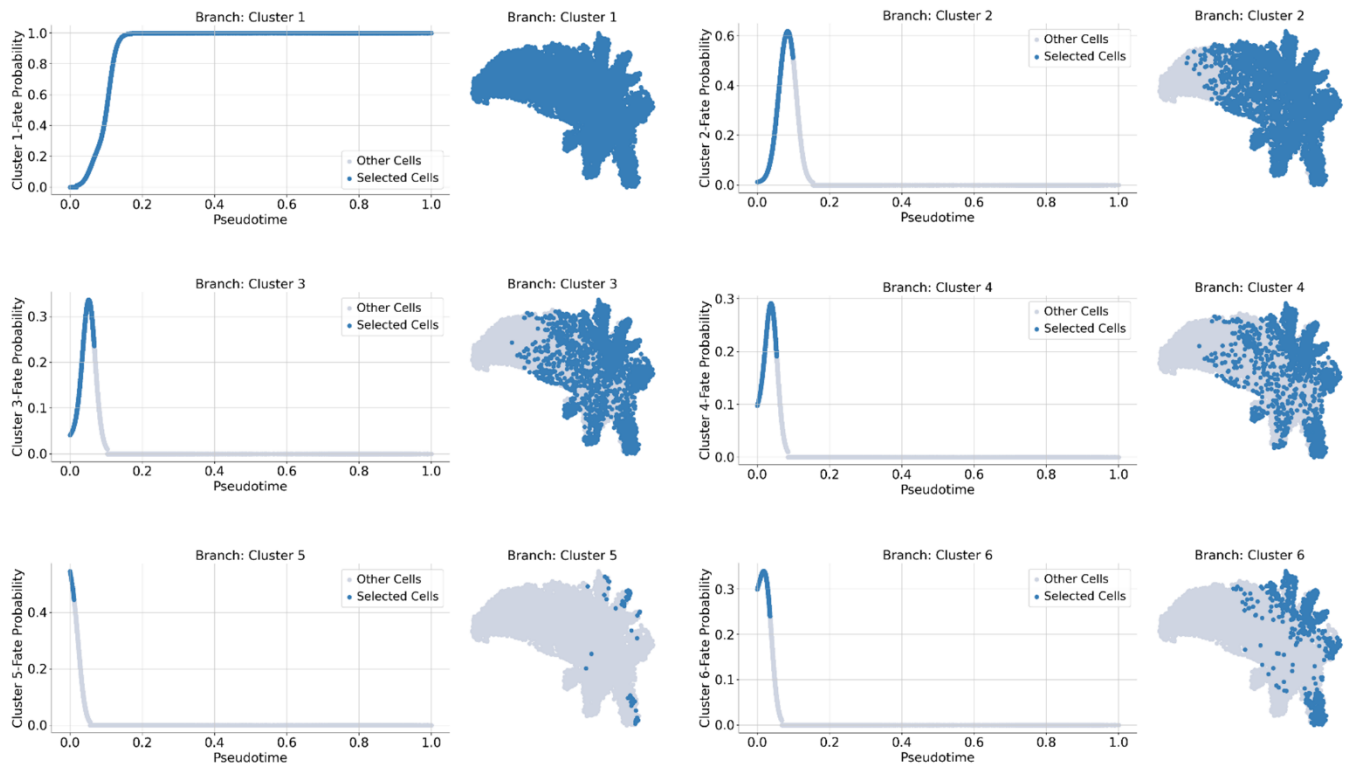 Branch: Cluster 1
Cluster 1-Fate Probability
1.0
0.8
0.6
0.4
0.2
0.0
Other Cells
Selected Cells
0.0 0.2 0.4 0.6 0.8 1.0
Pseudotime
Branch: Cluster 1
Branch: Cluster 2
Cluster 2-Fate Probability
0.6
0.4
0.2
0.0
Other Cells
Selected Cells
0.0 0.2 0.4 0.6 0.8 1.0
Pseudotime
Branch: Cluster 2
Branch: Cluster 3
Cluster 3-Fate Probability
0.3
0.2
0.1
0.0
Other Cells
Selected Cells
0.0 0.2 0.4 0.6 0.8 1.0
Pseudotime
Branch: Cluster 3
Branch: Cluster 4
Cluster 4-Fate Probability
0.3
0.2
0.1
0.0
Other Cells
Selected Cells
0.0 0.2 0.4 0.6 0.8 1.0
Pseudotime
Branch: Cluster 4
Branch: Cluster 5
Cluster 5-Fate Probability
0.4
0.2
0.0
Other Cells
Selected Cells
0.0 0.2 0.4 0.6 0.8 1.0
Pseudotime
Branch: Cluster 5
Branch: Cluster 6
Cluster 6-Fate Probability
0.3
0.2
0.1
0.0
Other Cells
Selected Cells
0.0 0.2 0.4 0.6 0.8 1.0
Pseudotime
Branch: Cluster 6